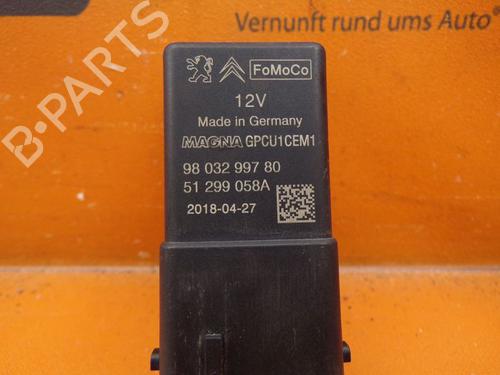 Vernunft rund ums Auto
FoMoCo
12V
Made in Germany
MAGNA GPCU1CEM1
98 032 997 80
51 299 058A
2018-04-27
B-PARTS